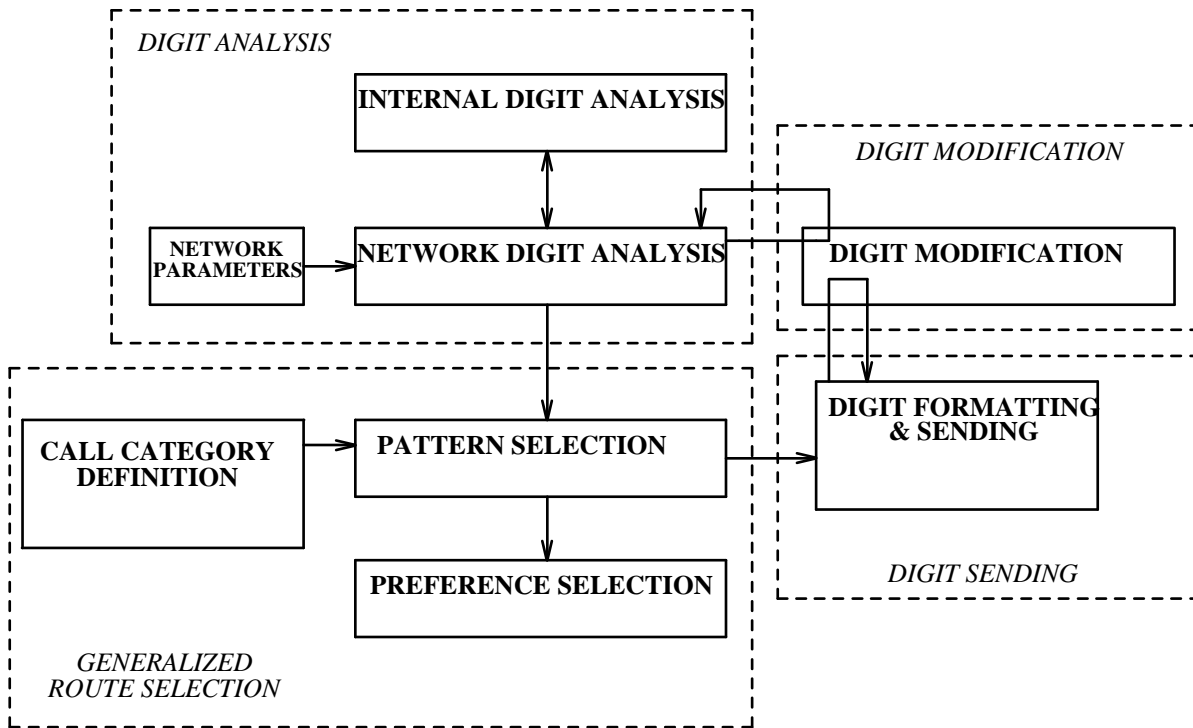 DIGIT ANALYSIS
INTERNAL DIGIT ANALYSIS
DIGIT MODIFICATION
NETWORK
PARAMETERS
NETWORK DIGIT ANALYSIS
DIGIT MODIFICATION
CALL CATEGORY
DEFINITION
PATTERN SELECTION
DIGIT FORMATTING
& SENDING
PREFERENCE SELECTION
DIGIT SENDING
GENERALIZED
ROUTE SELECTION